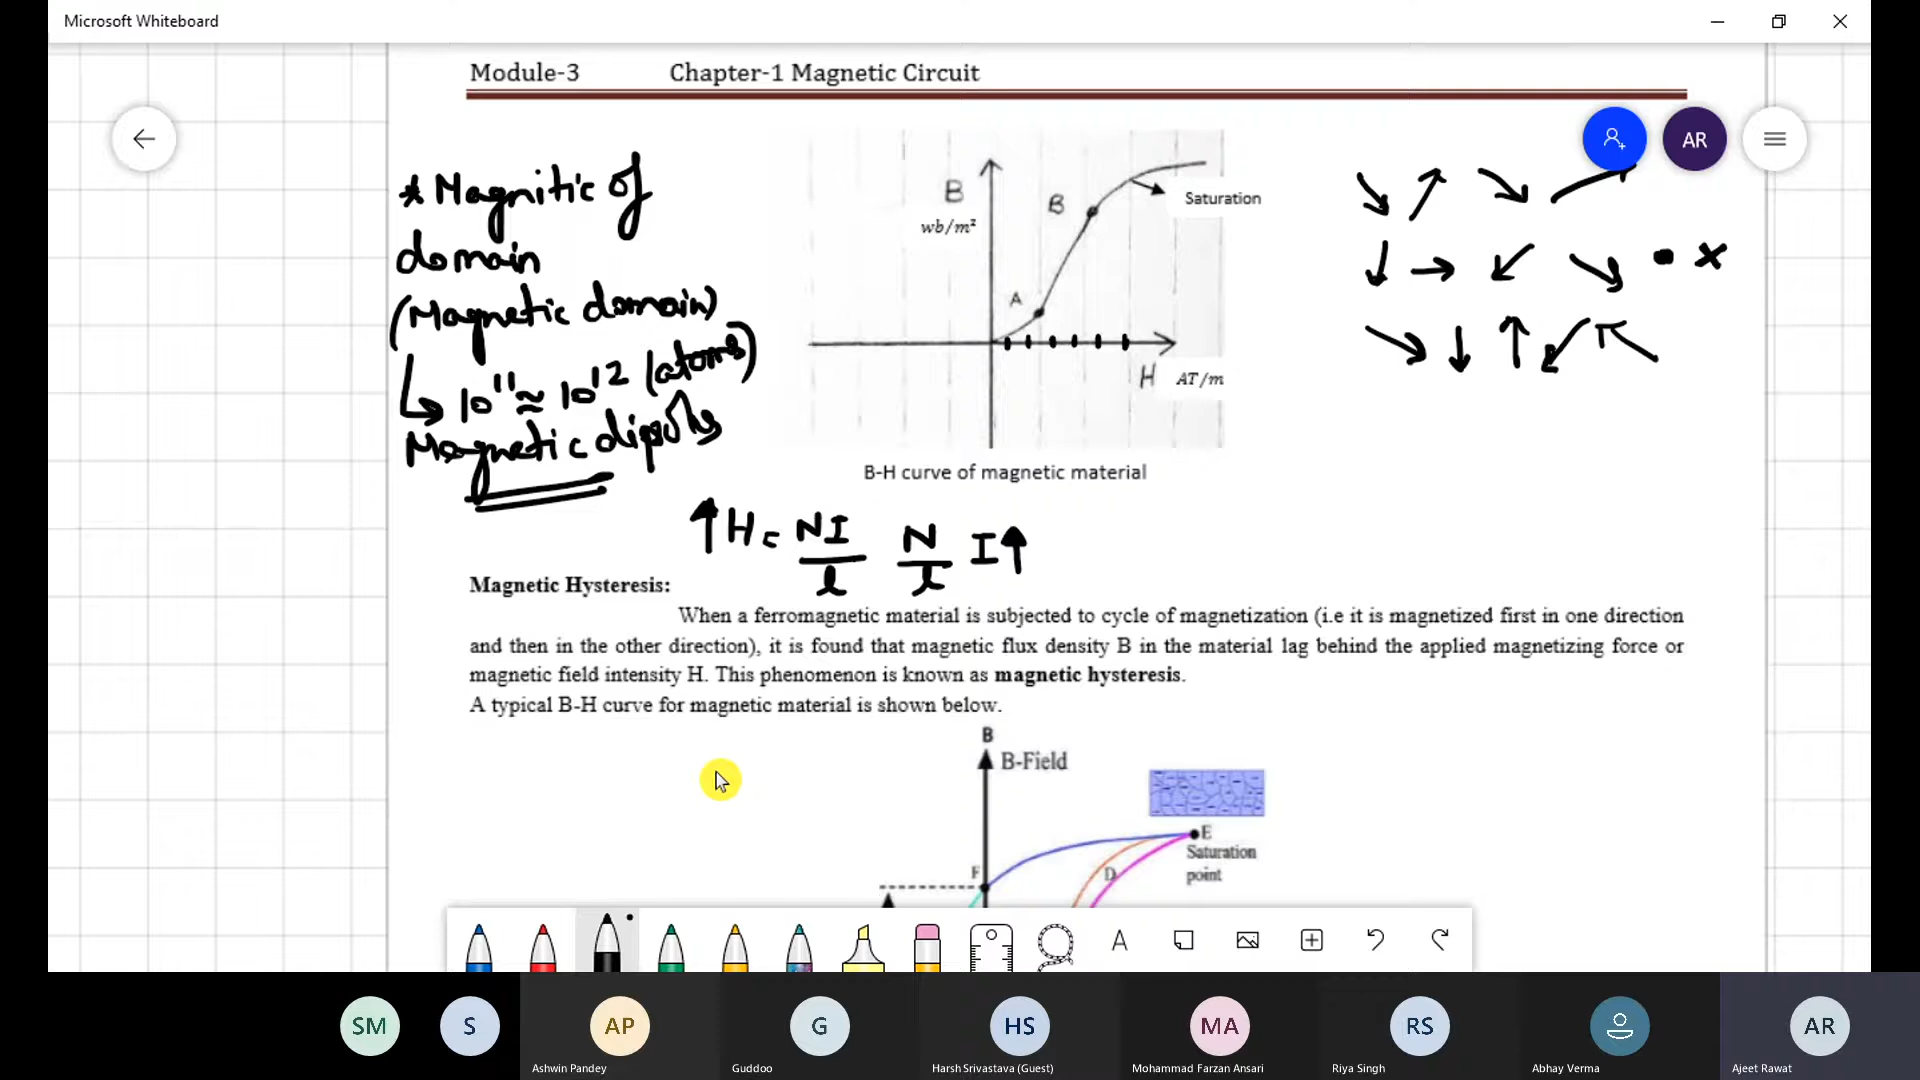 Microsoft Whiteboard
Module-3 Chapter-1 Magnetic Circuit
AR
* Magnitic of
domain
(Magnetic domain)
10¹¹ ≈ 10¹² (atoms)
Magnetic dipoles
B
wb/m²
B
Saturation
A
H AT/m
B-H curve of magnetic material
↑H = NI/l N/l I↑
Magnetic Hysteresis:
When a ferromagnetic material is subjected to cycle of magnetization (i.e it is magnetized first in one direction
and then in the other direction), it is found that magnetic flux density B in the material lag behind the applied magnetizing force or
magnetic field intensity H. This phenomenon is known as magnetic hysteresis.
A typical B-H curve for magnetic material is shown below.
B
B-Field
E
Saturation
point
D
F
A
SM
S
AP
G
HS
MA
RS
AR
Ashwin Pandey
Guddoo
Harsh Srivastava (Guest)
Mohammad Farzan Ansari
Riya Singh
Abhay Verma
Ajeet Rawat